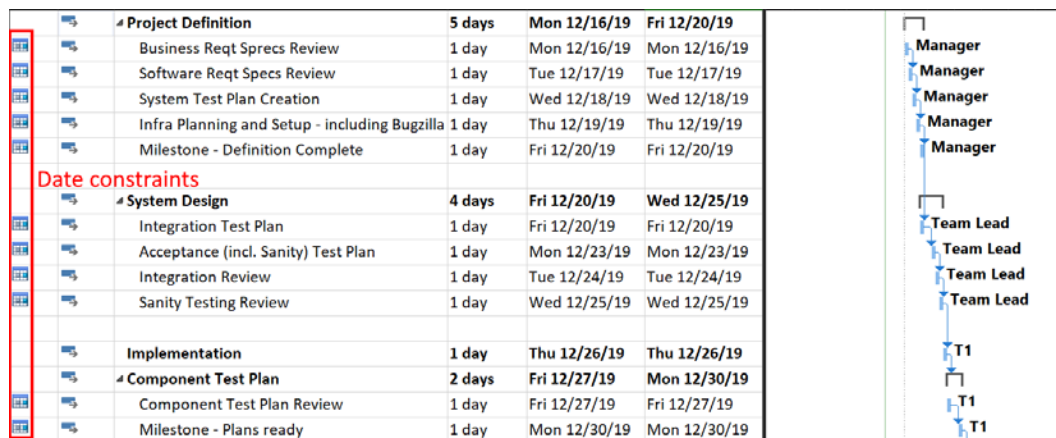 Project Definition 5 days Mon 12/16/19 Fri 12/20/19
Business Reqt Sprecs Review 1 day Mon 12/16/19 Mon 12/16/19 Manager
Software Reqt Specs Review 1 day Tue 12/17/19 Tue 12/17/19 Manager
System Test Plan Creation 1 day Wed 12/18/19 Wed 12/18/19 Manager
Infra Planning and Setup - including Bugzilla 1 day Thu 12/19/19 Thu 12/19/19 Manager
Milestone - Definition Complete 1 day Fri 12/20/19 Fri 12/20/19 Manager
Date constraints
System Design 4 days Fri 12/20/19 Wed 12/25/19
Integration Test Plan 1 day Fri 12/20/19 Fri 12/20/19 Team Lead
Acceptance (incl. Sanity) Test Plan 1 day Mon 12/23/19 Mon 12/23/19 Team Lead
Integration Review 1 day Tue 12/24/19 Tue 12/24/19 Team Lead
Sanity Testing Review 1 day Wed 12/25/19 Wed 12/25/19 Team Lead
Implementation 1 day Thu 12/26/19 Thu 12/26/19 T1
Component Test Plan 2 days Fri 12/27/19 Mon 12/30/19
Component Test Plan Review 1 day Fri 12/27/19 Fri 12/27/19 T1
Milestone - Plans ready 1 day Mon 12/30/19 Mon 12/30/19 T1